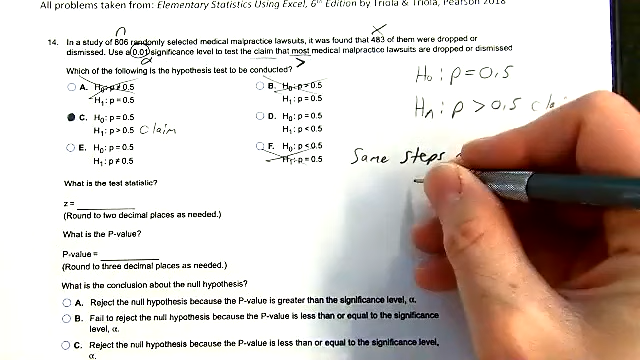 All problems taken from: Elementary Statistics Using Excel, 6th Edition by Triola & Triola, Pearson 2018
n
x
14. In a study of 806 randomly selected medical malpractice lawsuits, it was found that 483 of them were dropped or
dismissed. Use a 0.01 significance level to test the claim that most medical malpractice lawsuits are dropped or dismissed
α
>
Which of the following is the hypothesis test to be conducted?
A. H₀: p ≠ 0.5
H₁: p = 0.5
B. H₀: p > 0.5
H₁: p = 0.5
C. H₀: p = 0.5
H₁: p > 0.5 Claim
D. H₀: p = 0.5
H₁: p < 0.5
E. H₀: p = 0.5
H₁: p ≠ 0.5
F. H₀: p < 0.5
H₁: p = 0.5
H₀: p = 0.5
H_A: p > 0.5
Same steps
What is the test statistic?
z = ________
(Round to two decimal places as needed.)
What is the P-value?
P-value = ________
(Round to three decimal places as needed.)
What is the conclusion about the null hypothesis?
A. Reject the null hypothesis because the P-value is greater than the significance level, α.
B. Fail to reject the null hypothesis because the P-value is less than or equal to the significance
level, α.
C. Reject the null hypothesis because the P-value is less than or equal to the significance level,
α.